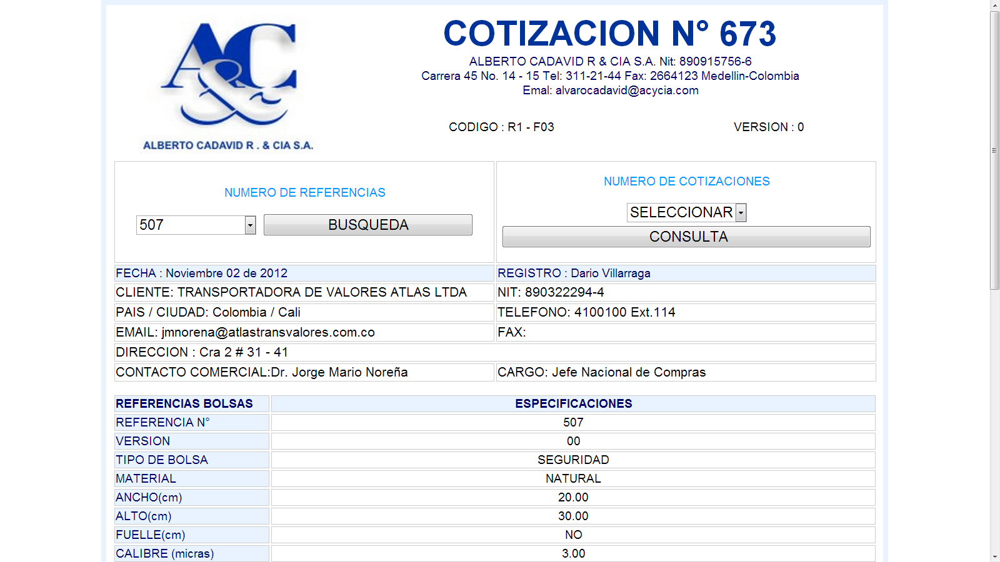 A&C
ALBERTO CADAVID R . & CIA S.A.
COTIZACION N° 673
ALBERTO CADAVID R & CIA S.A. Nit: 890915756-6
Carrera 45 No. 14 - 15 Tel: 311-21-44 Fax: 2664123 Medellin-Colombia
Emal: alvarocadavid@acycia.com
CODIGO : R1 - F03 VERSION : 0
NUMERO DE REFERENCIAS
507 BUSQUEDA
NUMERO DE COTIZACIONES
SELECCIONAR
CONSULTA
FECHA : Noviembre 02 de 2012 REGISTRO : Dario Villarraga
CLIENTE: TRANSPORTADORA DE VALORES ATLAS LTDA NIT: 890322294-4
PAIS / CIUDAD: Colombia / Cali TELEFONO: 4100100 Ext.114
EMAIL: jmnorena@atlastransvalores.com.co FAX:
DIRECCION : Cra 2 # 31 - 41
CONTACTO COMERCIAL:Dr. Jorge Mario Noreña CARGO: Jefe Nacional de Compras
REFERENCIAS BOLSAS ESPECIFICACIONES
REFERENCIA N° 507
VERSION 00
TIPO DE BOLSA SEGURIDAD
MATERIAL NATURAL
ANCHO(cm) 20.00
ALTO(cm) 30.00
FUELLE(cm) NO
CALIBRE (micras) 3.00